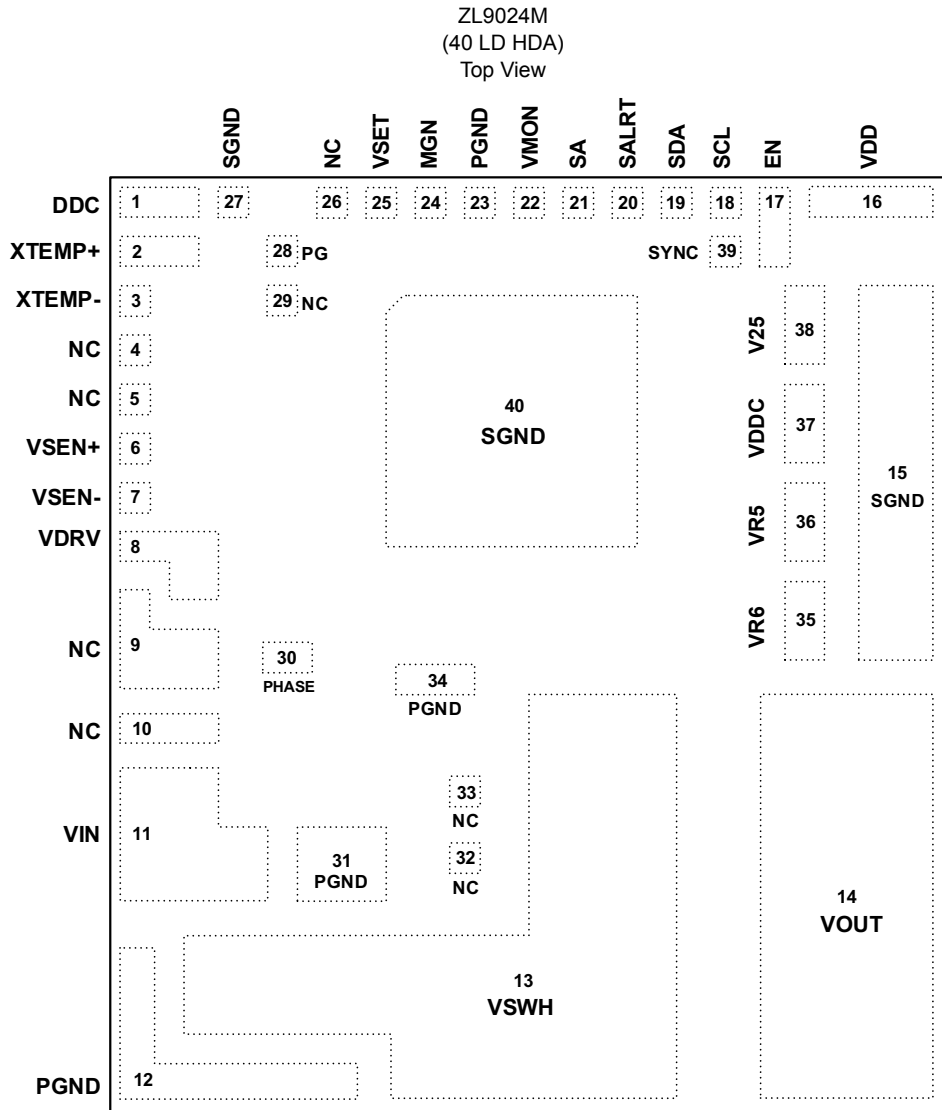 ZL9024M
(40 LD HDA)
Top View
SGND
NC
VSET
MGN
PGND
VMON
SA
SALRT
SDA
SCL
EN
VDD
DDC 1 27 26 25 24 23 22 21 20 19 18 17 16
XTEMP+ 2 28 PG SYNC 39
XTEMP- 3 29 NC
NC 4 V25 38
NC 5 40 VDDC 37
VSEN+ 6 SGND
VSEN- 7 15
SGND
VDRV 8 VR5 36
NC 9 VR6 35
30
PHASE
34
PGND
NC 10
33
NC
VIN 11
31
PGND
32
NC
14
VOUT
13
VSWH
PGND 12